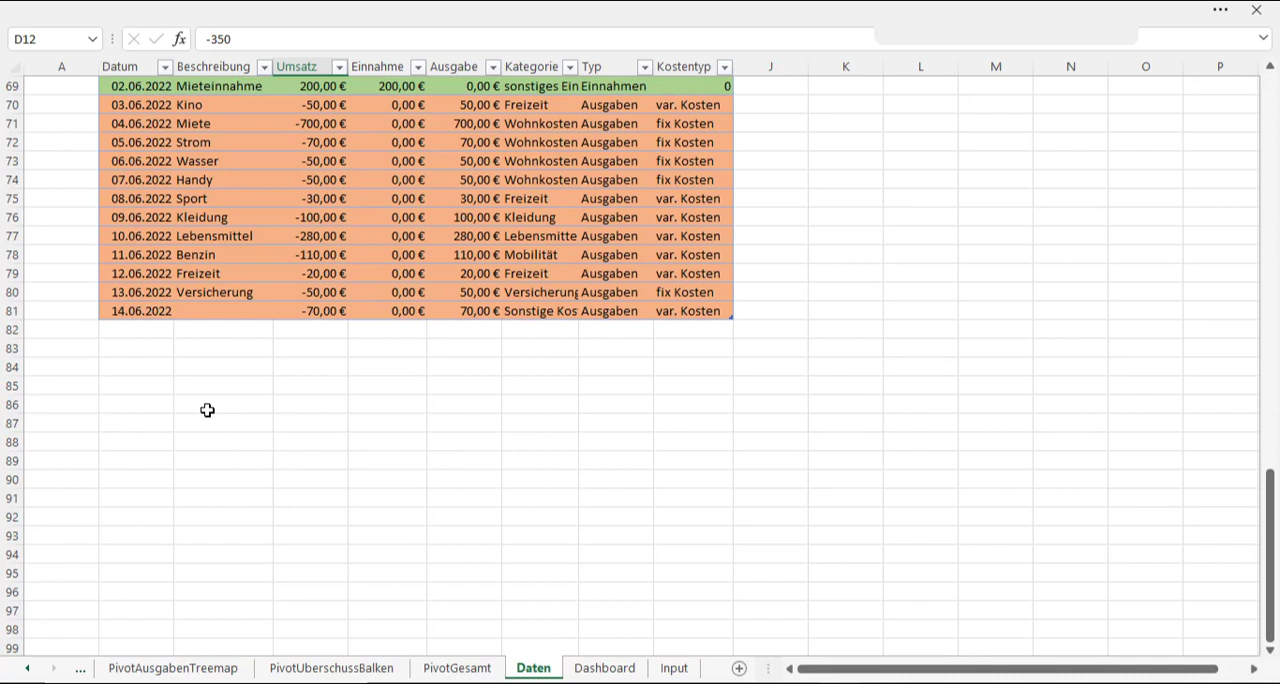 D12 fx -350
A Datum Beschreibung Umsatz Einnahme Ausgabe Kategorie Typ Kostentyp J K L M N O P
69 02.06.2022 Mieteinnahme 200,00 € 200,00 € 0,00 € sonstiges Ein Einnahmen 0
70 03.06.2022 Kino -50,00 € 0,00 € 50,00 € Freizeit Ausgaben var. Kosten
71 04.06.2022 Miete -700,00 € 0,00 € 700,00 € Wohnkosten Ausgaben fix Kosten
72 05.06.2022 Strom -70,00 € 0,00 € 70,00 € Wohnkosten Ausgaben fix Kosten
73 06.06.2022 Wasser -50,00 € 0,00 € 50,00 € Wohnkosten Ausgaben fix Kosten
74 07.06.2022 Handy -50,00 € 0,00 € 50,00 € Wohnkosten Ausgaben fix Kosten
75 08.06.2022 Sport -30,00 € 0,00 € 30,00 € Freizeit Ausgaben var. Kosten
76 09.06.2022 Kleidung -100,00 € 0,00 € 100,00 € Kleidung Ausgaben var. Kosten
77 10.06.2022 Lebensmittel -280,00 € 0,00 € 280,00 € Lebensmitte Ausgaben var. Kosten
78 11.06.2022 Benzin -110,00 € 0,00 € 110,00 € Mobilität Ausgaben var. Kosten
79 12.06.2022 Freizeit -20,00 € 0,00 € 20,00 € Freizeit Ausgaben var. Kosten
80 13.06.2022 Versicherung -50,00 € 0,00 € 50,00 € Versicherung Ausgaben fix Kosten
81 14.06.2022 -70,00 € 0,00 € 70,00 € Sonstige Kos Ausgaben var. Kosten
82
83
84
85
86
87
88
89
90
91
92
93
94
95
96
97
98
99
... PivotAusgabenTreemap PivotUberschussBalken PivotGesamt Daten Dashboard Input